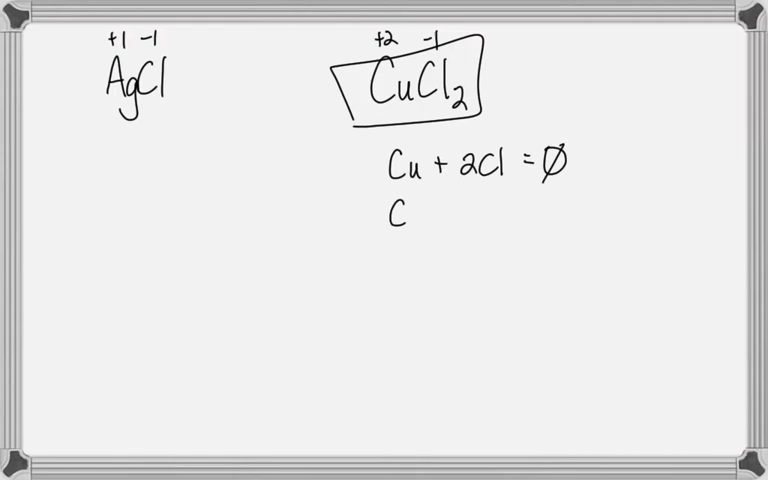 +1 -1 +2 -1
AgCl CuCl₂
Cu + 2Cl = Ø
C